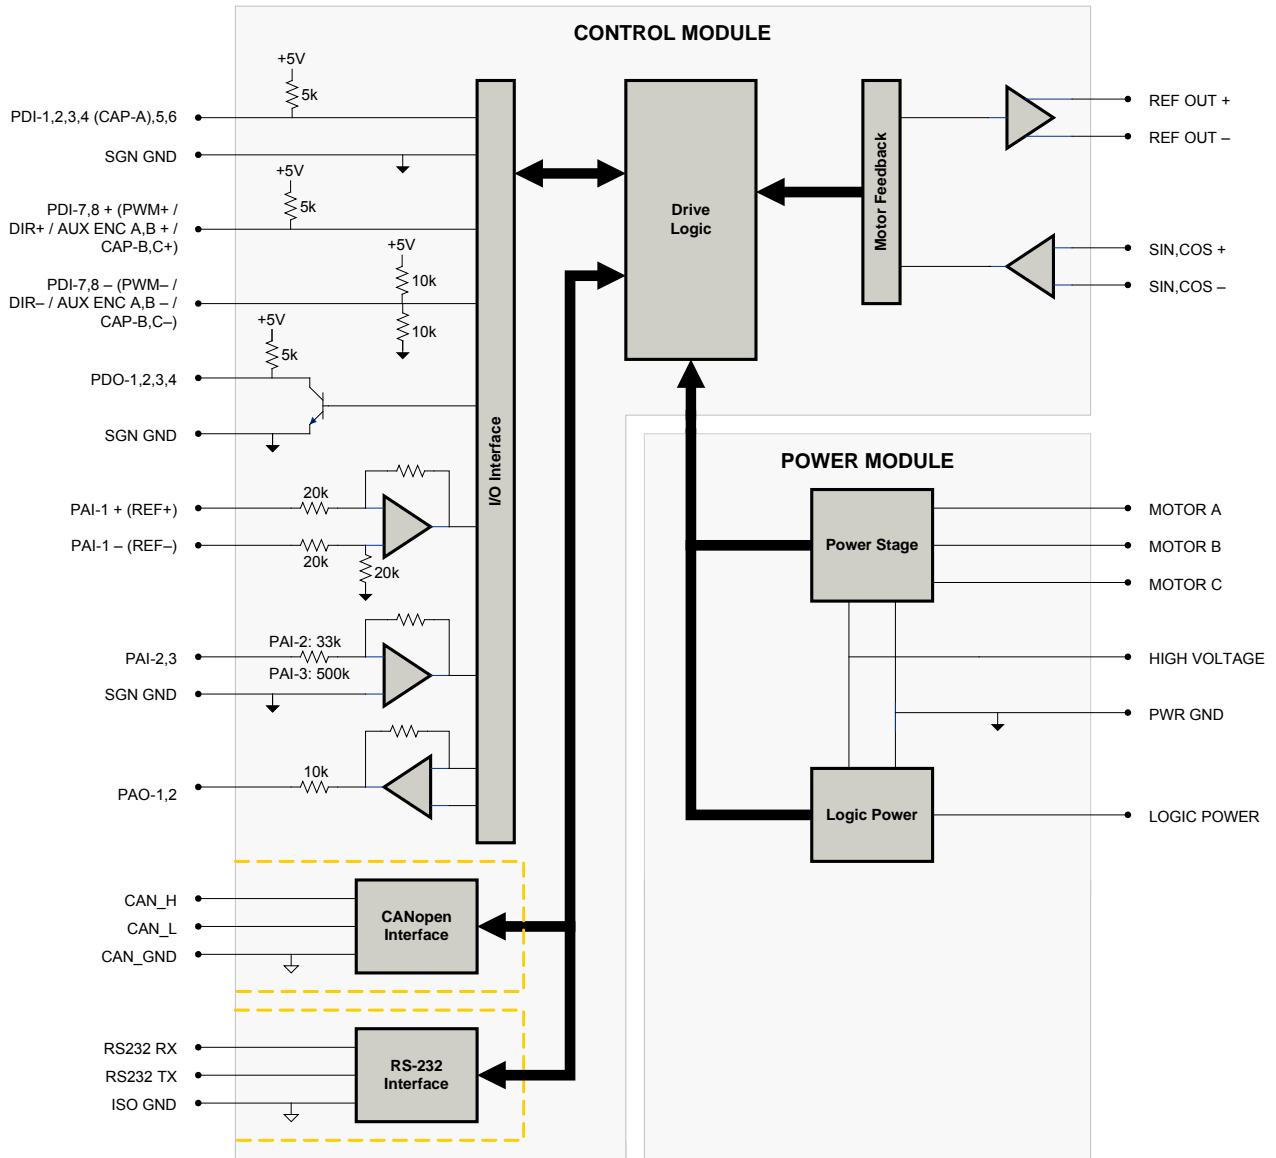 CONTROL MODULE
+5V
5k
PDI-1,2,3,4 (CAP-A),5,6
SGN GND
+5V
5k
PDI-7,8 + (PWM+ /
DIR+ / AUX ENC A,B + /
CAP-B,C+)
+5V
10k
PDI-7,8 – (PWM– /
DIR– / AUX ENC A,B – /
CAP-B,C–)
10k
+5V
5k
PDO-1,2,3,4
SGN GND
PAI-1 + (REF+)
20k
PAI-1 – (REF–)
20k
20k
PAI-2: 33k
PAI-2,3
PAI-3: 500k
SGN GND
10k
PAO-1,2
I/O Interface
Drive
Logic
Motor Feedback
REF OUT +
REF OUT –
SIN,COS +
SIN,COS –
CAN_H
CAN_L
CAN_GND
CANopen
Interface
RS232 RX
RS232 TX
ISO GND
RS-232
Interface
POWER MODULE
Power Stage
MOTOR A
MOTOR B
MOTOR C
HIGH VOLTAGE
PWR GND
Logic Power
LOGIC POWER